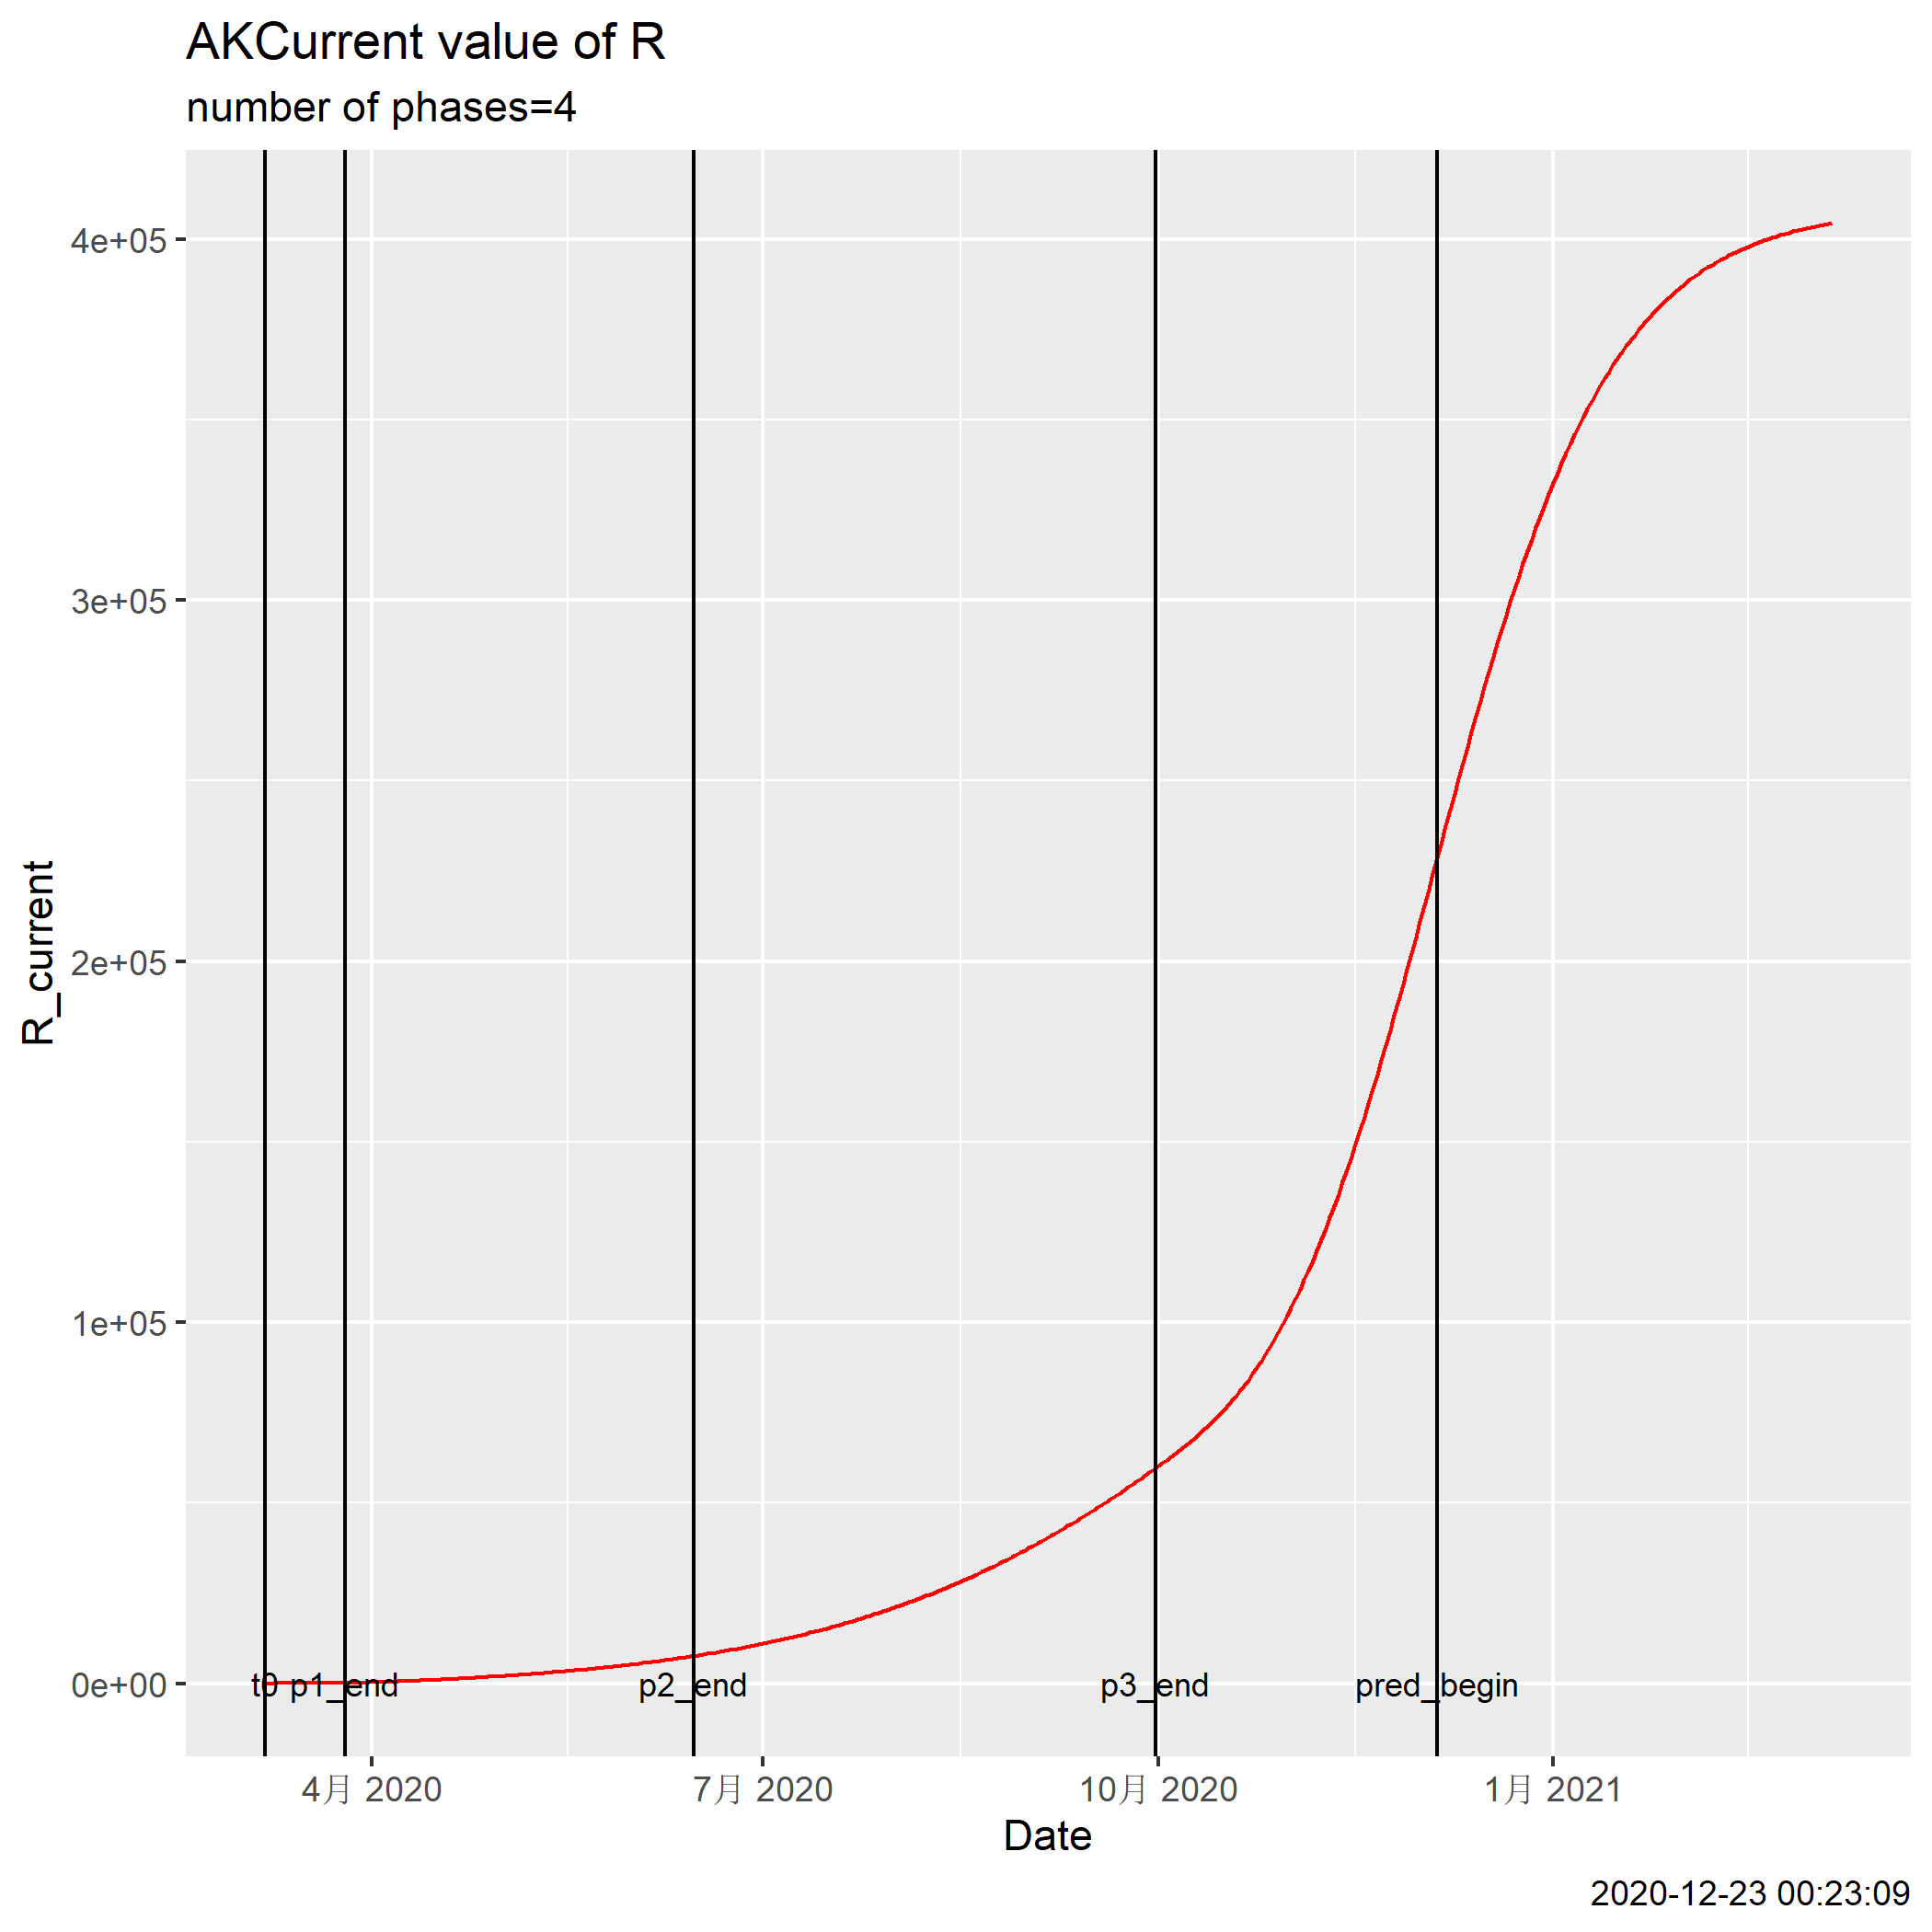 AKCurrent value of R
number of phases=4
R_current
4e+05
3e+05
2e+05
1e+05
0e+00
t0 p1_end p2_end p3_end pred_begin
4月 2020 7月 2020 10月 2020 1月 2021
Date
2020-12-23 00:23:09